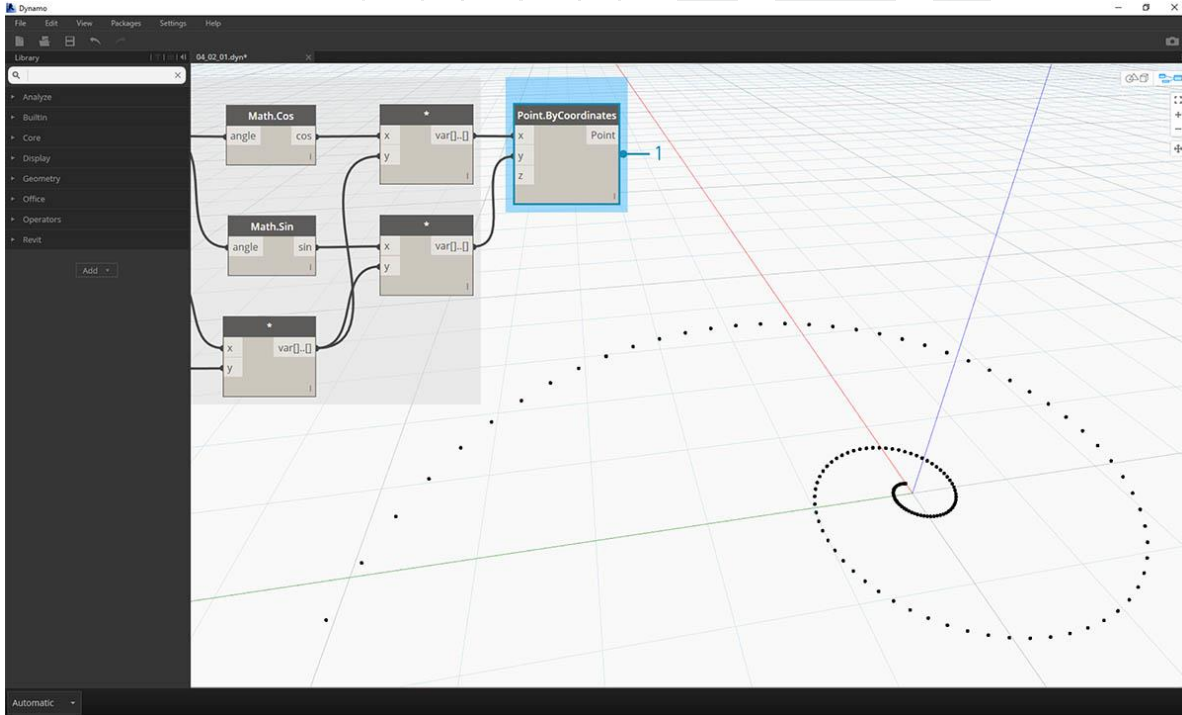 Dynamo
File Edit View Packages Settings Help
Library
04_02_01.dyn*
Analyze
BuiltIn
Core
Display
Geometry
Office
Operators
Revit
Add
Math.Cos
angle cos
*
x var[]..[]
y
Point.ByCoordinates
x Point
y
z
1
Math.Sin
angle sin
*
x var[]..[]
y
*
x var[]..[]
y
Automatic